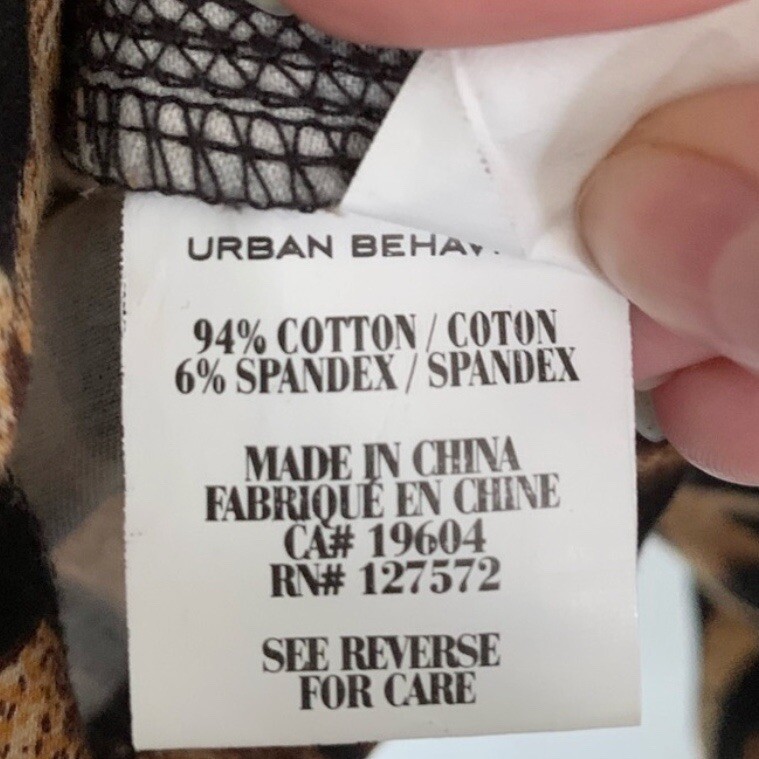 URBAN BEHAV
94% COTTON / COTON
6% SPANDEX / SPANDEX
MADE IN CHINA
FABRIQUÉ EN CHINE
CA# 19604
RN# 127572
SEE REVERSE
FOR CARE